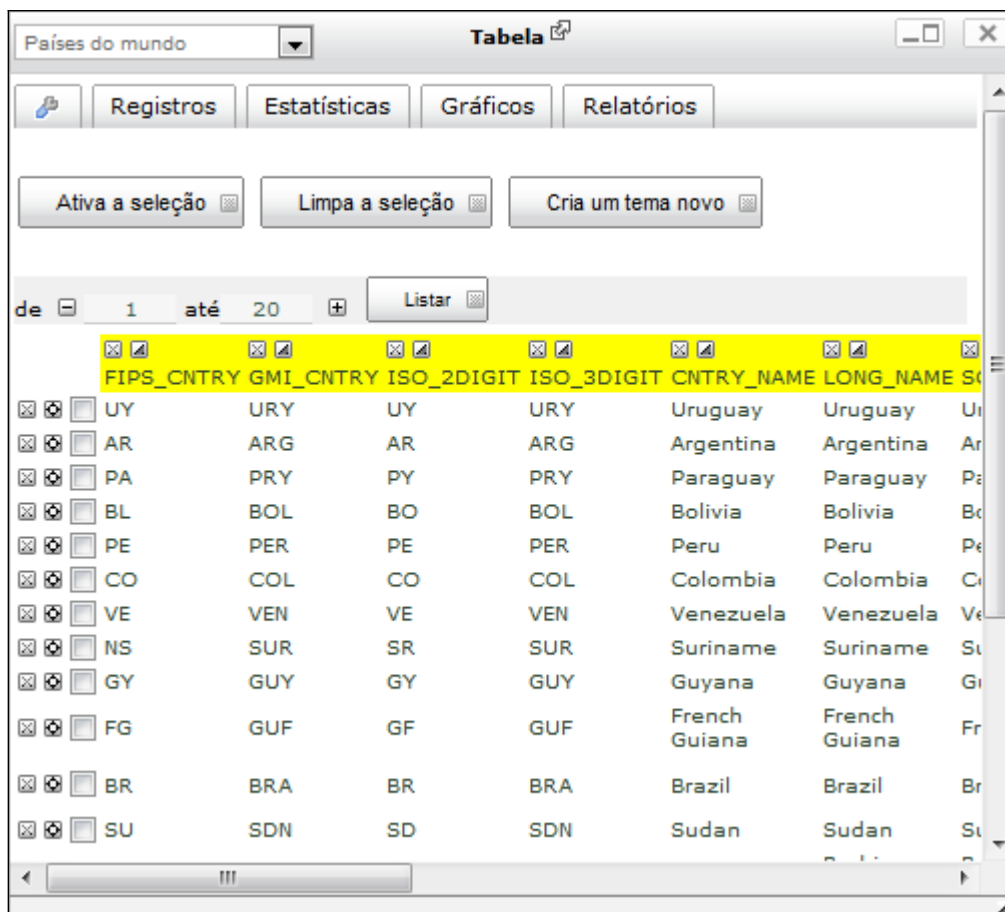 Países do mundo Tabela
Registros Estatísticas Gráficos Relatórios
Ativa a seleção Limpa a seleção Cria um tema novo
de 1 até 20 Listar
FIPS_CNTRY GMI_CNTRY ISO_2DIGIT ISO_3DIGIT CNTRY_NAME LONG_NAME
UY URY UY URY Uruguay Uruguay
AR ARG AR ARG Argentina Argentina
PA PRY PY PRY Paraguay Paraguay
BL BOL BO BOL Bolivia Bolivia
PE PER PE PER Peru Peru
CO COL CO COL Colombia Colombia
VE VEN VE VEN Venezuela Venezuela
NS SUR SR SUR Suriname Suriname
GY GUY GY GUY Guyana Guyana
FG GUF GF GUF French Guiana French Guiana
BR BRA BR BRA Brazil Brazil
SU SDN SD SDN Sudan Sudan